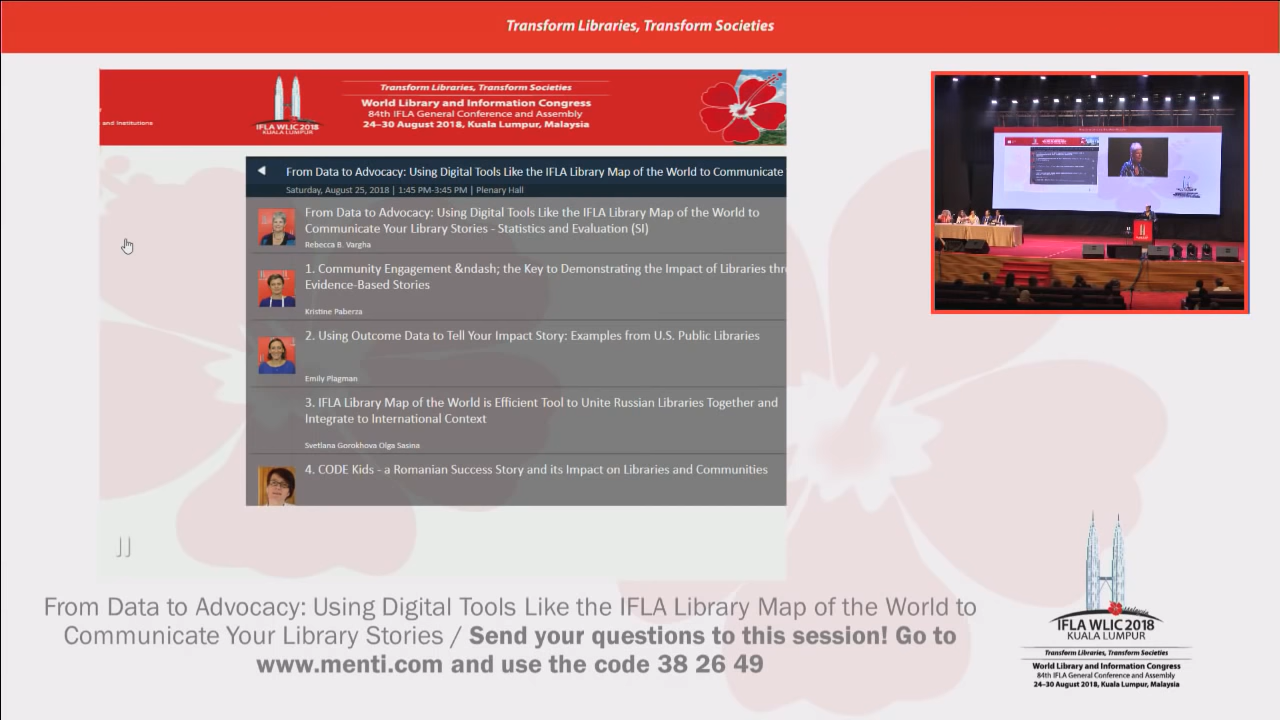 Transform Libraries, Transform Societies
Transform Libraries, Transform Societies
World Library and Information Congress
84th IFLA General Conference and Assembly
24–30 August 2018, Kuala Lumpur, Malaysia
IFLA WLIC 2018
KUALA LUMPUR
and Institutions
From Data to Advocacy: Using Digital Tools Like the IFLA Library Map of the World to Communicate
Saturday, August 25, 2018 | 1:45 PM-3:45 PM | Plenary Hall
From Data to Advocacy: Using Digital Tools Like the IFLA Library Map of the World to
Communicate Your Library Stories - Statistics and Evaluation (SI)
Rebecca B. Vargha
1. Community Engagement &ndash; the Key to Demonstrating the Impact of Libraries thr
Evidence-Based Stories
Kristine Paberza
2. Using Outcome Data to Tell Your Impact Story: Examples from U.S. Public Libraries
Emily Plagman
3. IFLA Library Map of the World is Efficient Tool to Unite Russian Libraries Together and
Integrate to International Context
Svetlana Gorokhova Olga Sasina
4. CODE Kids - a Romanian Success Story and its Impact on Libraries and Communities
From Data to Advocacy: Using Digital Tools Like the IFLA Library Map of the World to
Communicate Your Library Stories / Send your questions to this session! Go to
www.menti.com and use the code 38 26 49
Malaysia
IFLA WLIC 2018
KUALA LUMPUR
Transform Libraries, Transform Societies
World Library and Information Congress
84th IFLA General Conference and Assembly
24–30 August 2018, Kuala Lumpur, Malaysia